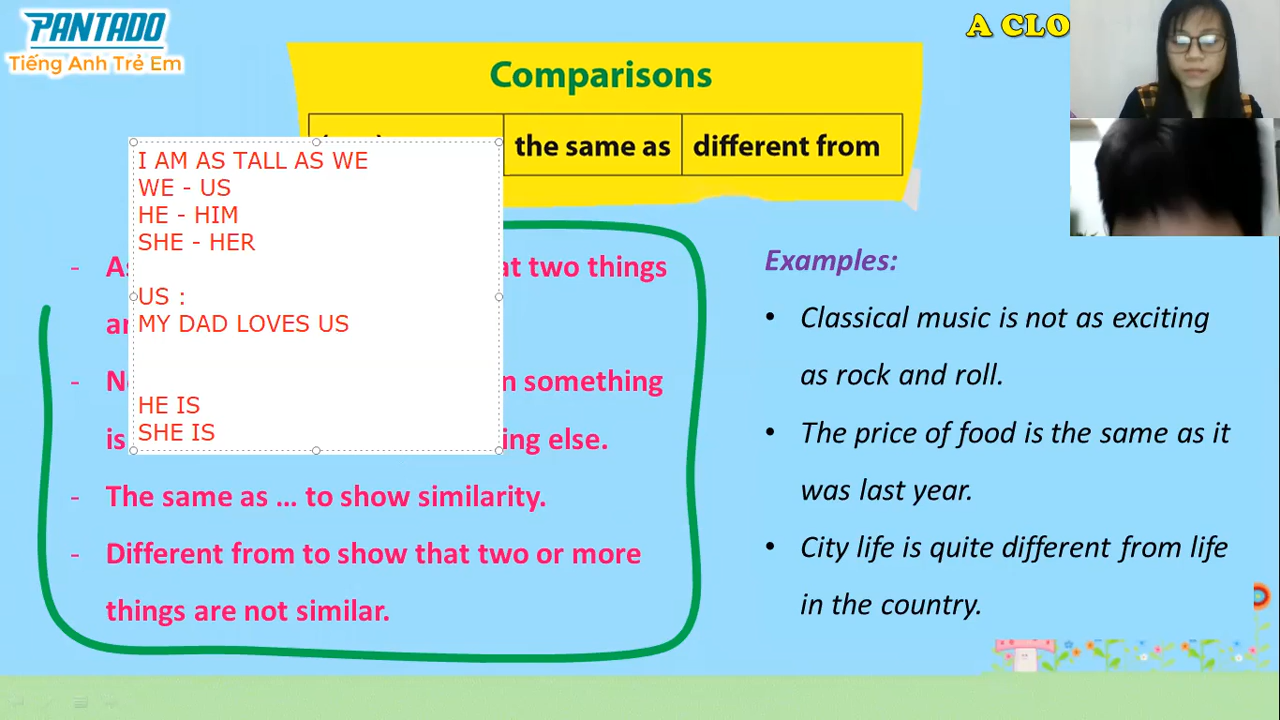 PANTADO
Tiếng Anh Trẻ Em
A CLO
Comparisons
the same as
different from
I AM AS TALL AS WE
WE - US
HE - HIM
SHE - HER
US :
MY DAD LOVES US
HE IS
SHE IS
- As at two things
ar
- N n something
is ing else.
- The same as ... to show similarity.
- Different from to show that two or more
things are not similar.
Examples:
• Classical music is not as exciting
as rock and roll.
• The price of food is the same as it
was last year.
• City life is quite different from life
in the country.